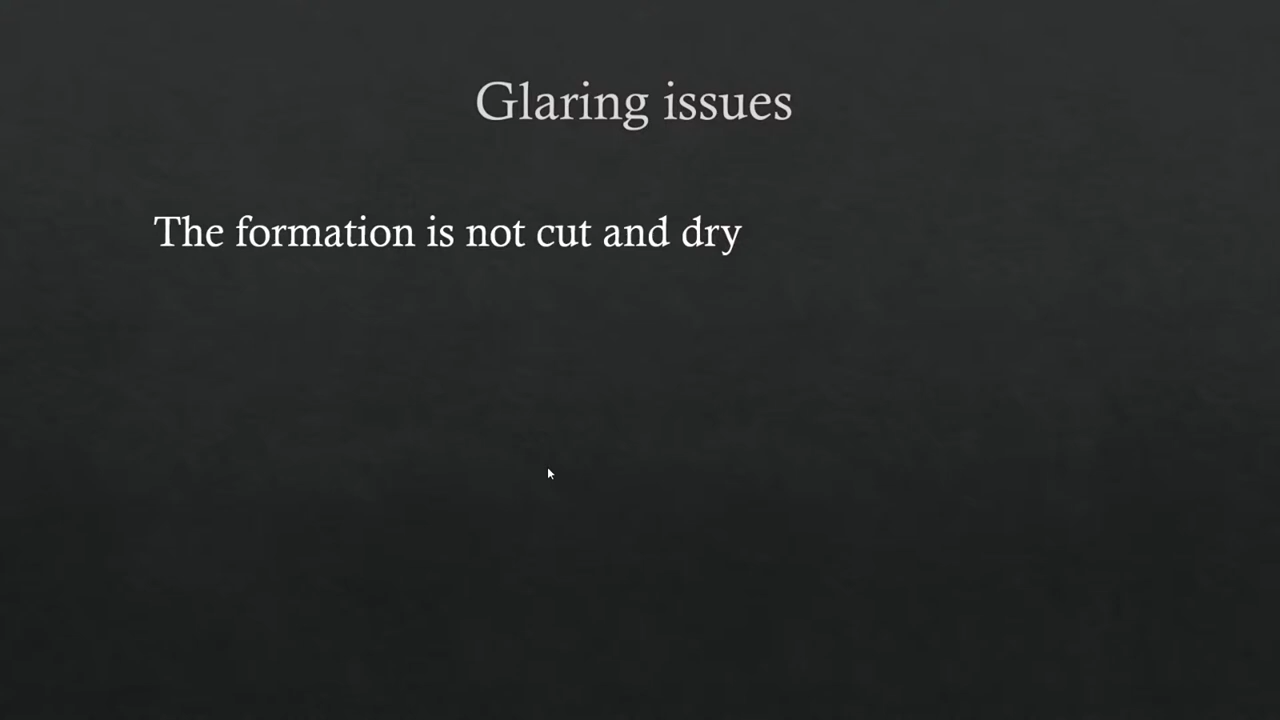 Glaring issues
The formation is not cut and dry